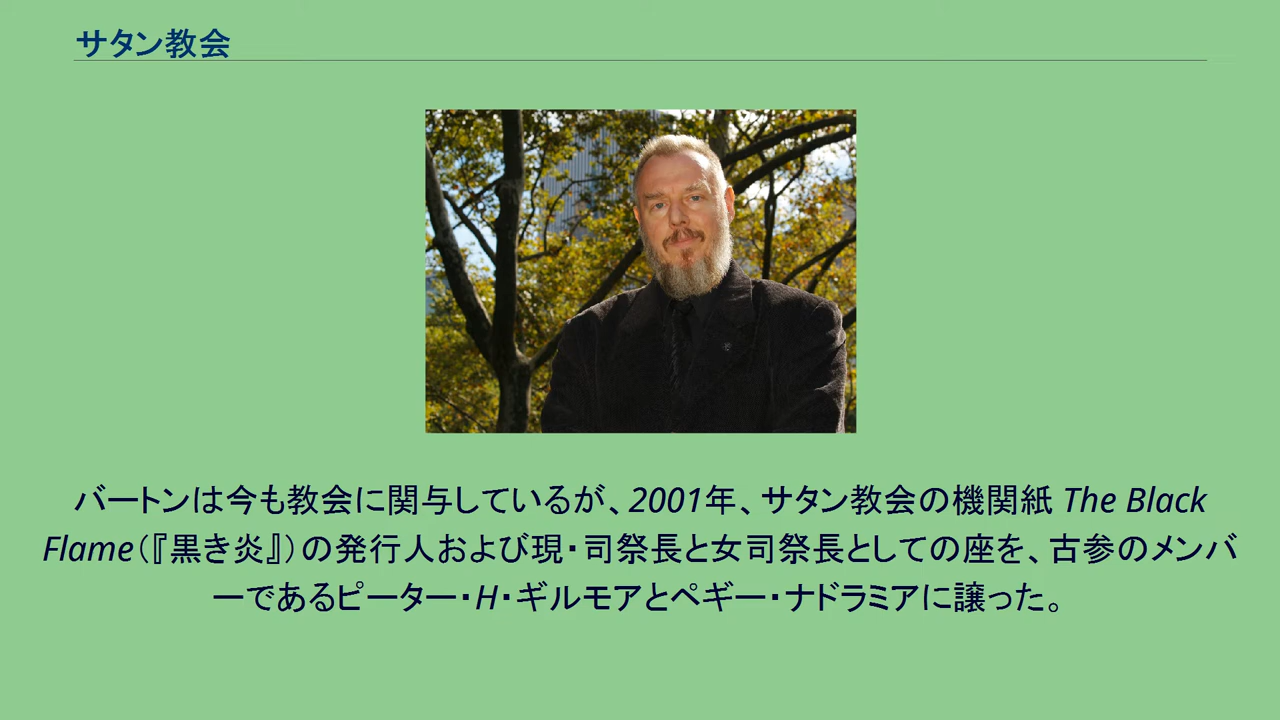 サタン教会
バートンは今も教会に関与しているが、2001年、サタン教会の機関紙 The Black
Flame（『黒き炎』）の発行人および現・司祭長と女司祭長としての座を、古参のメンバ
ーであるピーター・H・ギルモアとペギー・ナドラミアに譲った。